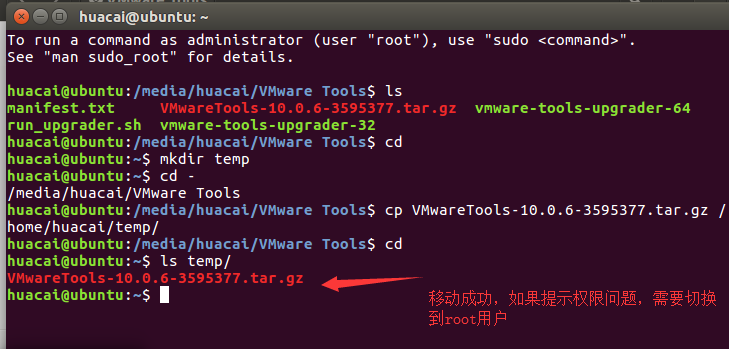 huacai@ubuntu: ~
To run a command as administrator (user "root"), use "sudo <command>".
See "man sudo_root" for details.
huacai@ubuntu:/media/huacai/VMware Tools$ ls
manifest.txt VMwareTools-10.0.6-3595377.tar.gz vmware-tools-upgrader-64
run_upgrader.sh vmware-tools-upgrader-32
huacai@ubuntu:/media/huacai/VMware Tools$ cd
huacai@ubuntu:~$ mkdir temp
huacai@ubuntu:~$ cd -
/media/huacai/VMware Tools
huacai@ubuntu:/media/huacai/VMware Tools$ cp VMwareTools-10.0.6-3595377.tar.gz /
home/huacai/temp/
huacai@ubuntu:/media/huacai/VMware Tools$ cd
huacai@ubuntu:~$ ls temp/
VMwareTools-10.0.6-3595377.tar.gz
huacai@ubuntu:~$
移动成功，如果提示权限问题，需要切换
到root用户